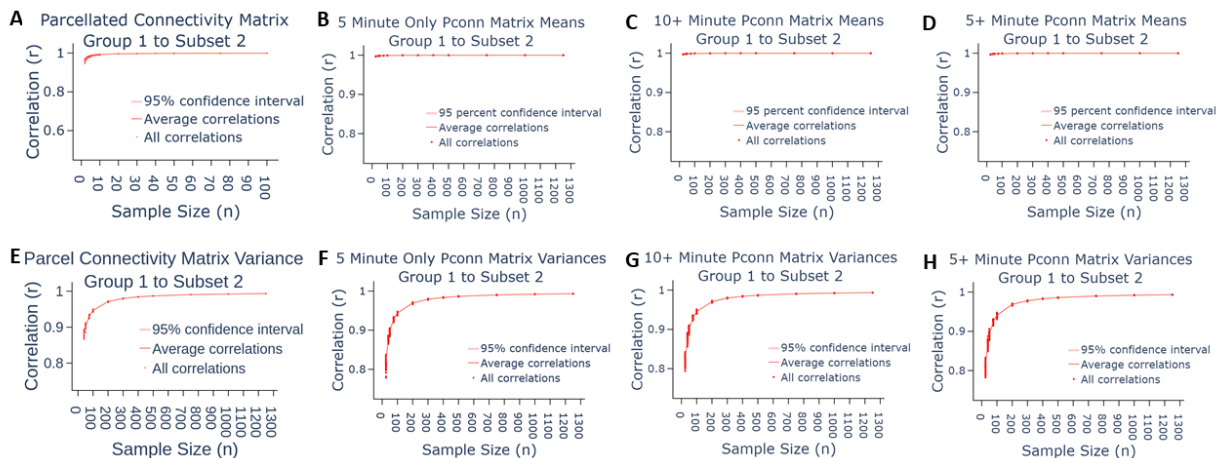 A
Parcellated Connectivity Matrix
Group 1 to Subset 2
Correlation (r)
1
0.8
0.6
95% confidence interval
Average correlations
All correlations
1
10
20
30
40
50
60
70
80
90
100
Sample Size (n)
B
5 Minute Only Pconn Matrix Means
Group 1 to Subset 2
Correlation (r)
1
0.9
0.8
95 percent confidence interval
Average correlations
All correlations
0
100
200
300
400
500
600
700
800
900
1000
1100
1200
1300
Sample Size (n)
C
10+ Minute Pconn Matrix Means
Group 1 to Subset 2
Correlation (r)
1
0.9
0.8
95 percent confidence interval
Average correlations
All correlations
0
100
200
300
400
500
600
700
800
900
1000
1100
1200
1300
Sample Size (n)
D
5+ Minute Pconn Matrix Means
Group 1 to Subset 2
Correlation (r)
1
0.9
0.8
95 percent confidence interval
Average correlations
All correlations
0
100
200
300
400
500
600
700
800
900
1000
1100
1200
1300
Sample Size (n)
E
Parcel Connectivity Matrix Variance
Group 1 to Subset 2
Correlation (r)
1
0.9
0.8
95% confidence interval
Average correlations
All correlations
0
100
200
300
400
500
600
700
800
900
1000
1100
1200
1300
Sample Size (n)
F
5 Minute Only Pconn Matrix Variances
Group 1 to Subset 2
Correlation (r)
1
0.9
0.8
95% confidence interval
Average correlations
All correlations
0
100
200
300
400
500
600
700
800
900
1000
1100
1200
1300
Sample Size (n)
G
10+ Minute Pconn Matrix Variances
Group 1 to Subset 2
Correlation (r)
1
0.9
0.8
95% confidence interval
Average correlations
All correlations
0
100
200
300
400
500
600
700
800
900
1000
1100
1200
1300
Sample Size (n)
H
5+ Minute Pconn Matrix Variances
Group 1 to Subset 2
Correlation (r)
1
0.9
0.8
95% confidence interval
Average correlations
All correlations
0
100
200
300
400
500
600
700
800
900
1000
1100
1200
1300
Sample Size (n)